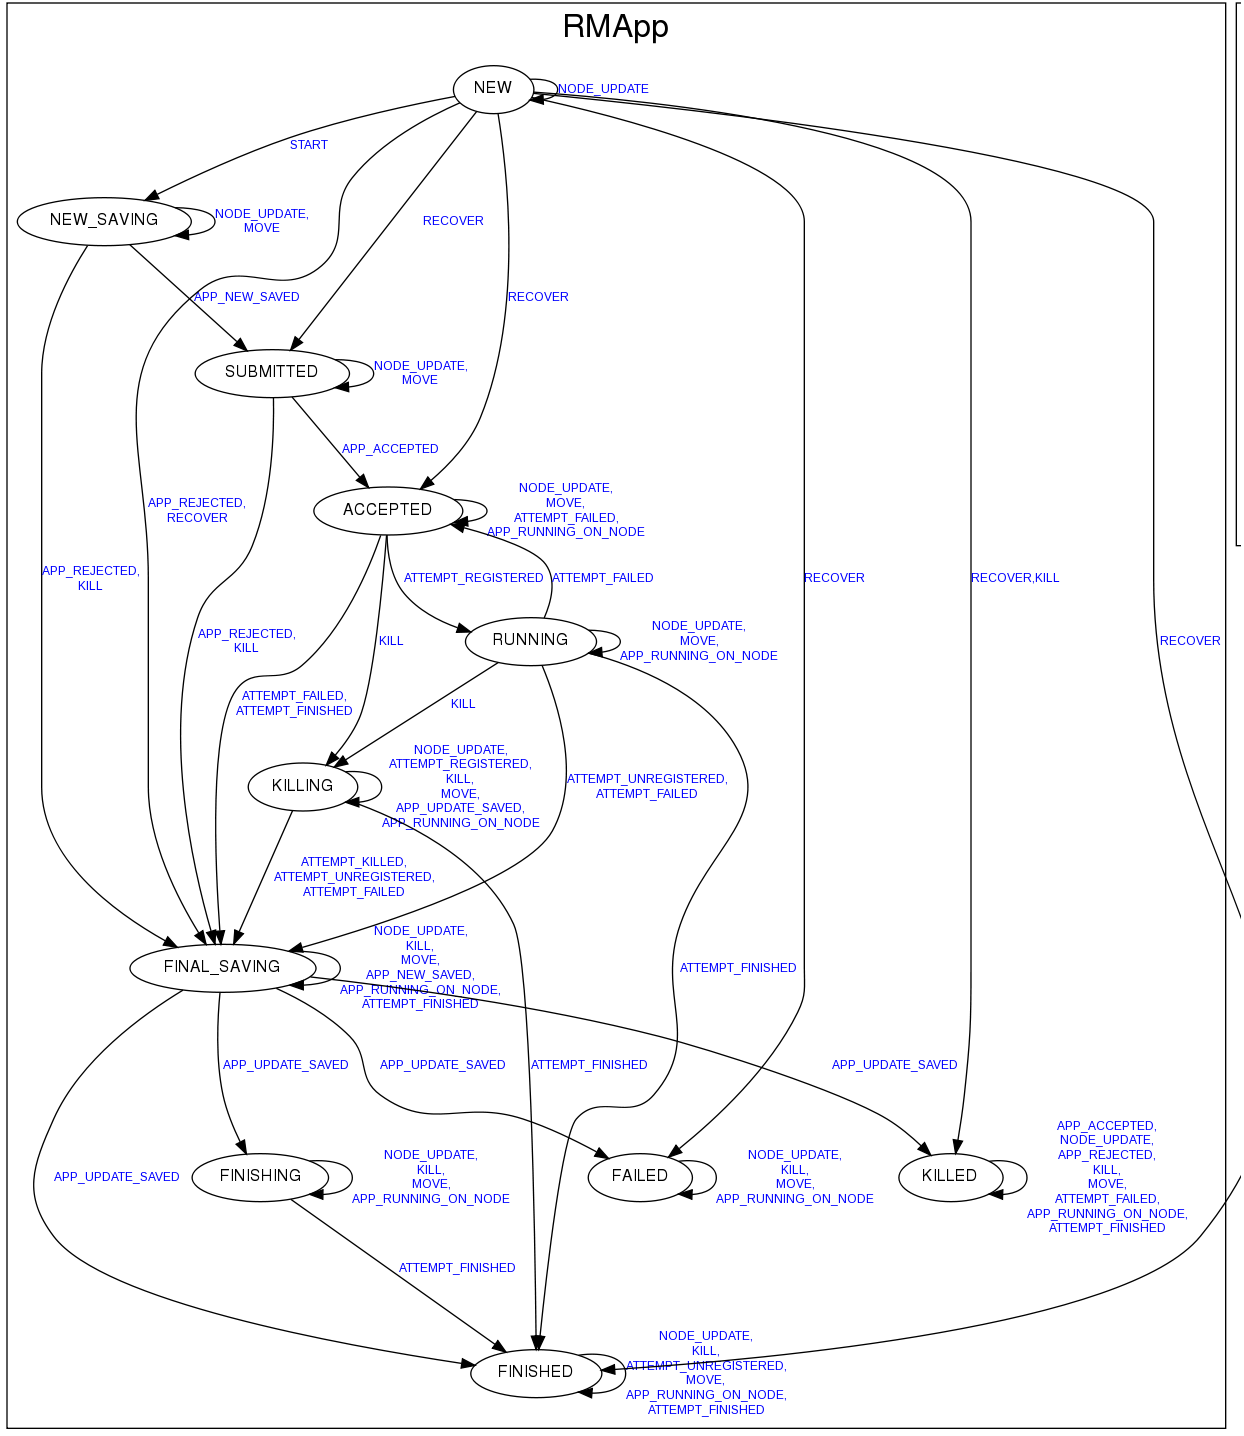 RMApp
NEW
NODE_UPDATE
START
NEW_SAVING
NODE_UPDATE,
MOVE
RECOVER
APP_NEW_SAVED
RECOVER
SUBMITTED
NODE_UPDATE,
MOVE
APP_ACCEPTED
APP_REJECTED,
RECOVER
ACCEPTED
NODE_UPDATE,
MOVE,
ATTEMPT_FAILED,
APP_RUNNING_ON_NODE
APP_REJECTED,
KILL
ATTEMPT_REGISTERED
ATTEMPT_FAILED
RECOVER
RECOVER,KILL
APP_REJECTED,
KILL
KILL
RUNNING
NODE_UPDATE,
MOVE,
APP_RUNNING_ON_NODE
RECOVER
ATTEMPT_FAILED,
ATTEMPT_FINISHED
KILL
KILLING
NODE_UPDATE,
ATTEMPT_REGISTERED,
KILL,
MOVE,
APP_UPDATE_SAVED,
APP_RUNNING_ON_NODE
ATTEMPT_UNREGISTERED,
ATTEMPT_FAILED
ATTEMPT_KILLED,
ATTEMPT_UNREGISTERED,
ATTEMPT_FAILED
FINAL_SAVING
NODE_UPDATE,
KILL,
MOVE,
APP_NEW_SAVED,
APP_RUNNING_ON_NODE,
ATTEMPT_FINISHED
ATTEMPT_FINISHED
APP_UPDATE_SAVED
APP_UPDATE_SAVED
ATTEMPT_FINISHED
APP_UPDATE_SAVED
APP_UPDATE_SAVED
FINISHING
NODE_UPDATE,
KILL,
MOVE,
APP_RUNNING_ON_NODE
FAILED
NODE_UPDATE,
KILL,
MOVE,
APP_RUNNING_ON_NODE
KILLED
APP_ACCEPTED,
NODE_UPDATE,
APP_REJECTED,
KILL,
MOVE,
ATTEMPT_FAILED,
APP_RUNNING_ON_NODE,
ATTEMPT_FINISHED
ATTEMPT_FINISHED
FINISHED
NODE_UPDATE,
KILL,
ATTEMPT_UNREGISTERED,
MOVE,
APP_RUNNING_ON_NODE,
ATTEMPT_FINISHED